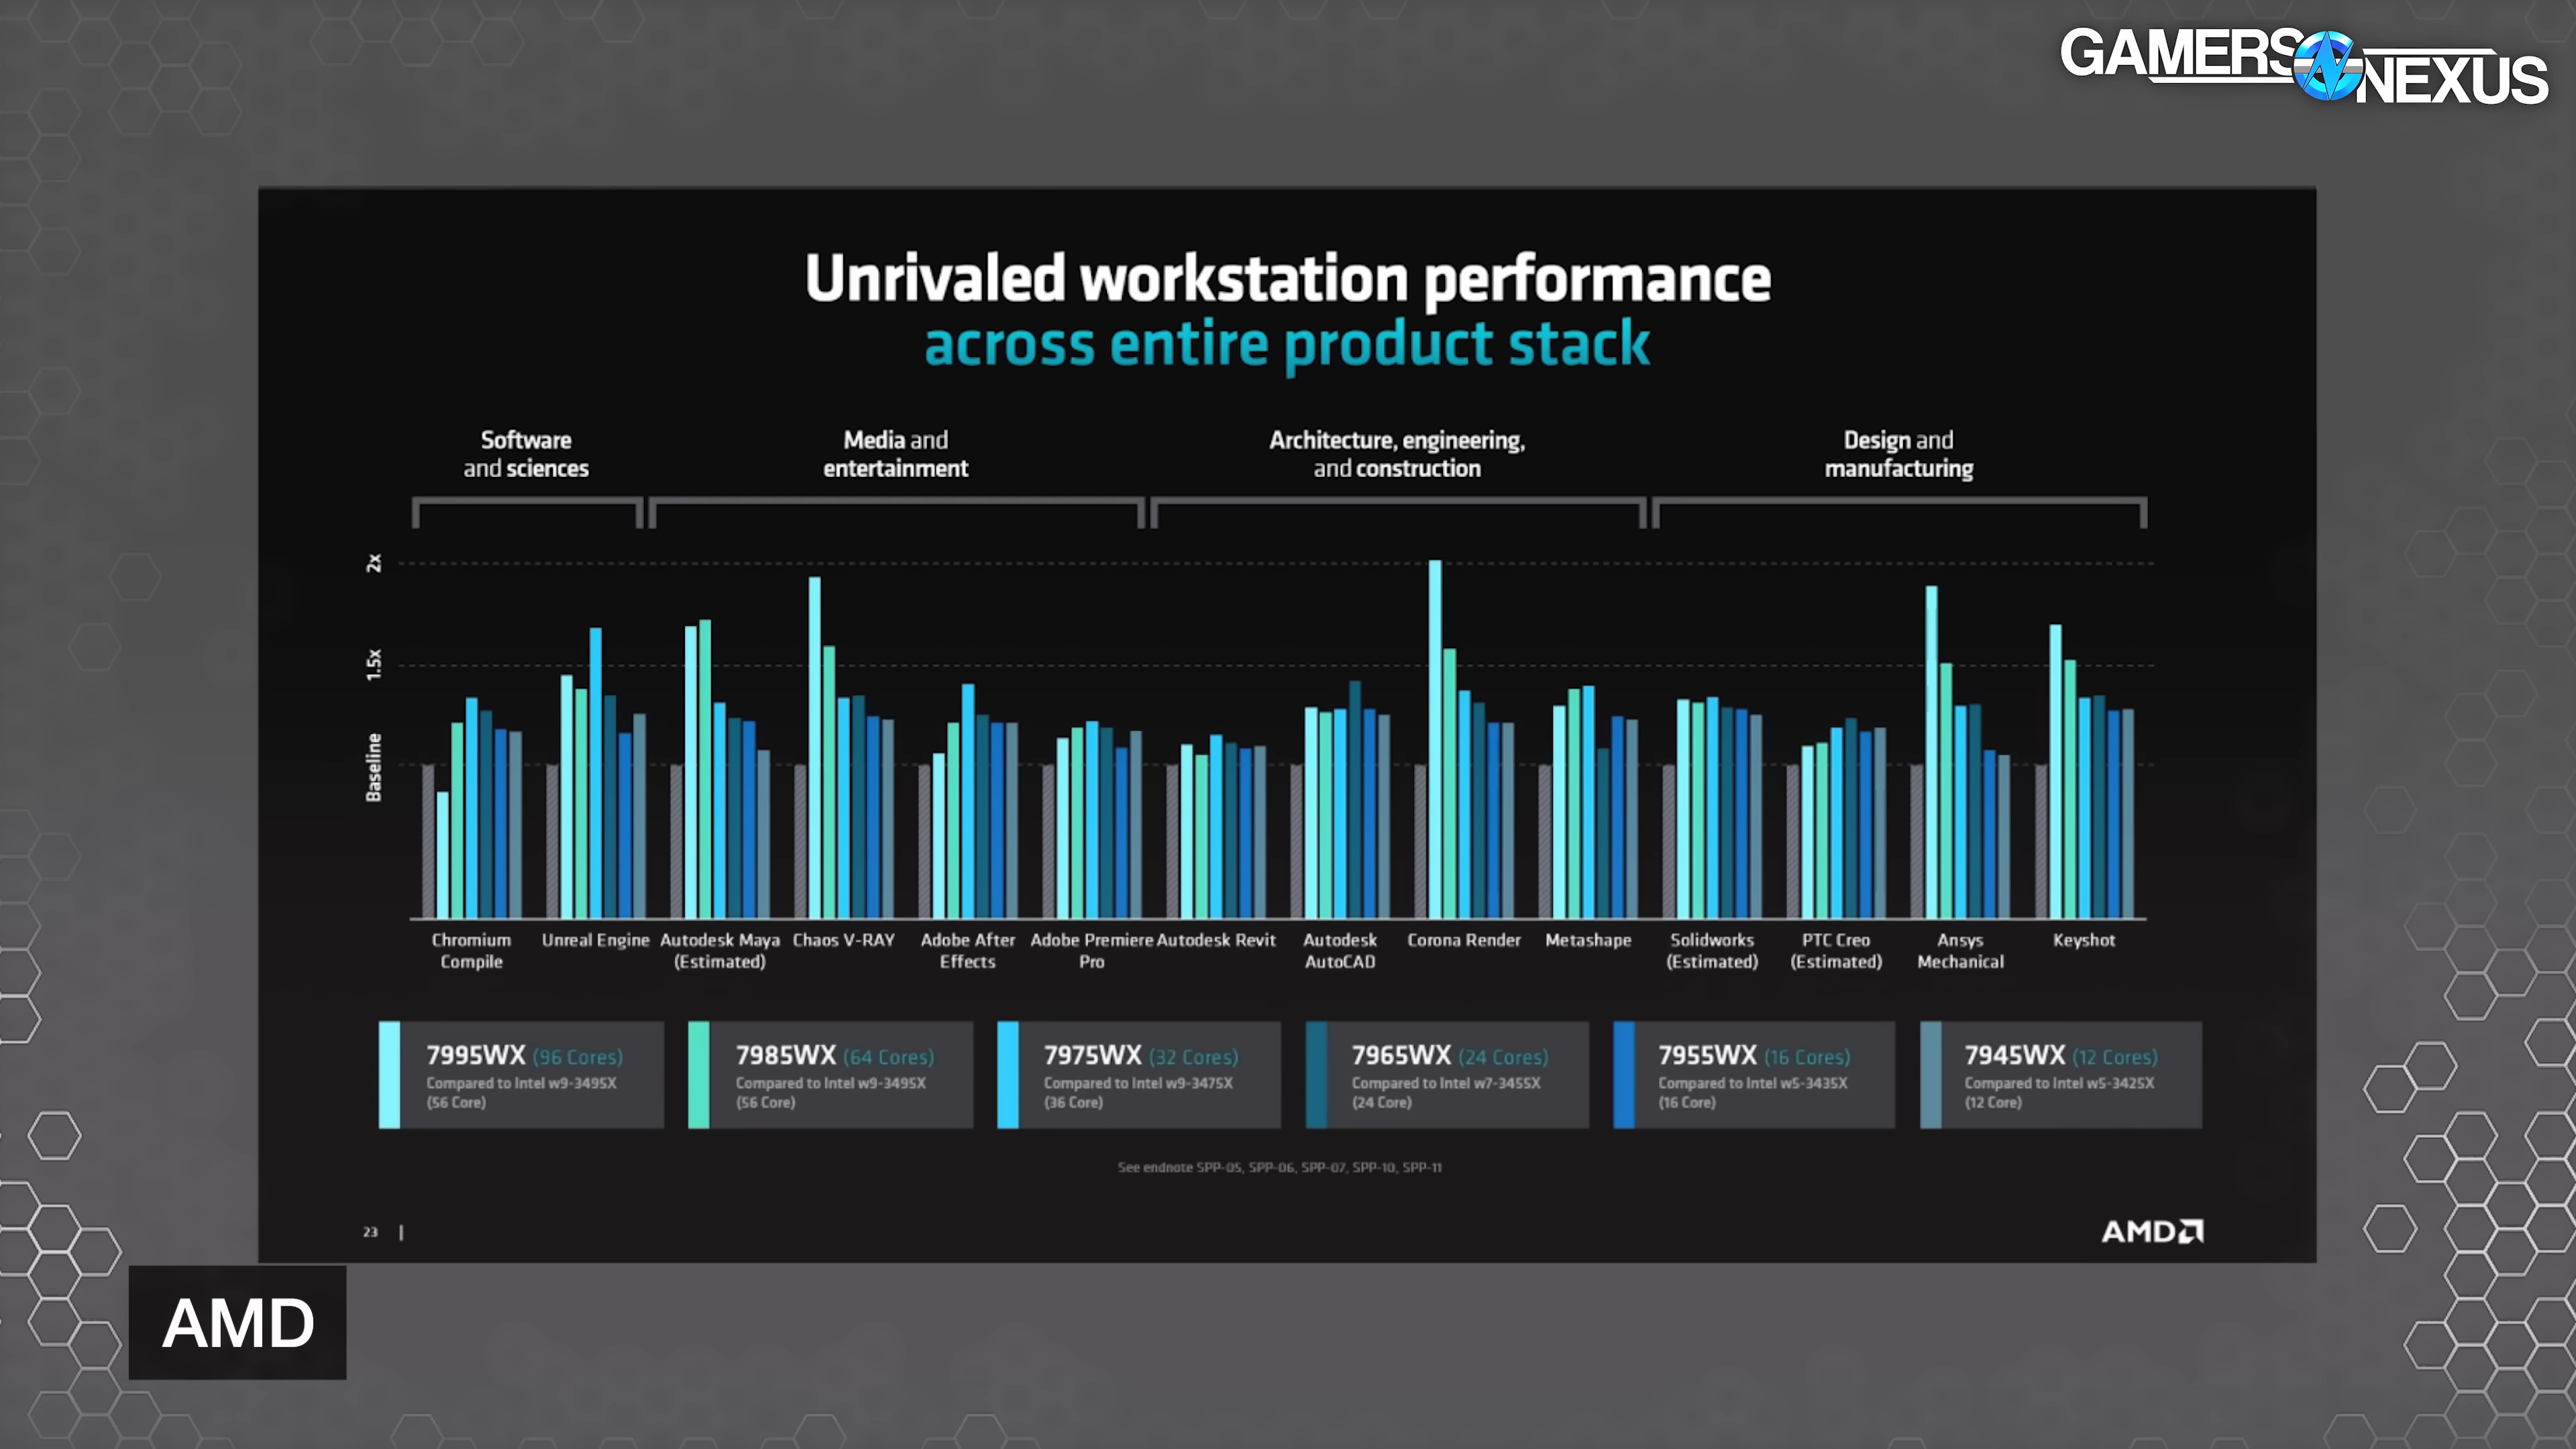 GAMERS NEXUS
Unrivaled workstation performance
across entire product stack
Software
and sciences
Media and
entertainment
Architecture, engineering,
and construction
Design and
manufacturing
2x
1.5x
Baseline
Chromium
Compile
Unreal Engine
Autodesk Maya
(Estimated)
Chaos V-RAY
Adobe After
Effects
Adobe Premiere
Pro
Autodesk Revit
Autodesk
AutoCAD
Corona Render
Metashape
Solidworks
(Estimated)
PTC Creo
(Estimated)
Ansys
Mechanical
Keyshot
7995WX (96 Cores)
Compared to Intel w9-3495X
(56 Core)
7985WX (64 Cores)
Compared to Intel w9-3495X
(56 Core)
7975WX (32 Cores)
Compared to Intel w9-3475X
(36 Core)
7965WX (24 Cores)
Compared to Intel w7-3455X
(24 Core)
7955WX (16 Cores)
Compared to Intel w5-3435X
(16 Core)
7945WX (12 Cores)
Compared to Intel w5-3425X
(12 Core)
See endnote SPP-05, SPP-06, SPP-07, SPP-10, SPP-11
23 |
AMD
AMD